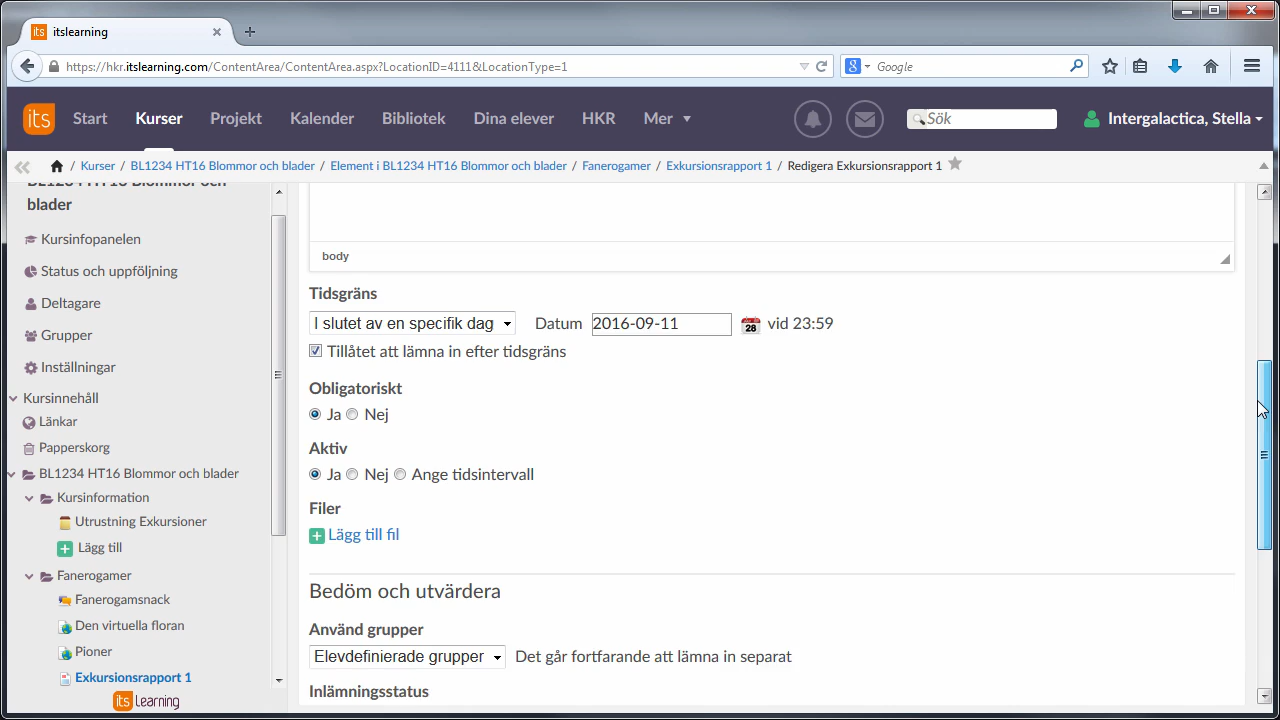 its itslearning
https://hkr.itslearning.com/ContentArea/ContentArea.aspx?LocationID=4111&LocationType=1
Google
its Start Kurser Projekt Kalender Bibliotek Dina elever HKR Mer Sök Intergalactica, Stella
/ Kurser / BL1234 HT16 Blommor och blader / Element i BL1234 HT16 Blommor och blader / Fanerogamer / Exkursionsrapport 1 / Redigera Exkursionsrapport 1
BL1234 HT16 Blommor och
blader
Kursinfopanelen
Status och uppföljning
Deltagare
Grupper
Inställningar
Kursinnehåll
Länkar
Papperskorg
BL1234 HT16 Blommor och blader
Kursinformation
Utrustning Exkursioner
Lägg till
Fanerogamer
Fanerogamsnack
Den virtuella floran
Pioner
Exkursionsrapport 1
its learning
body
Tidsgräns
I slutet av en specifik dag Datum 2016-09-11 28 vid 23:59
Tillåtet att lämna in efter tidsgräns
Obligatoriskt
Ja Nej
Aktiv
Ja Nej Ange tidsintervall
Filer
Lägg till fil
Bedöm och utvärdera
Använd grupper
Elevdefinierade grupper Det går fortfarande att lämna in separat
Inlämningsstatus